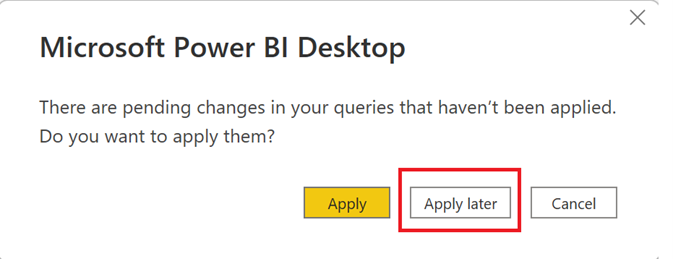 Microsoft Power BI Desktop
There are pending changes in your queries that haven’t been applied.
Do you want to apply them?
Apply Apply later Cancel